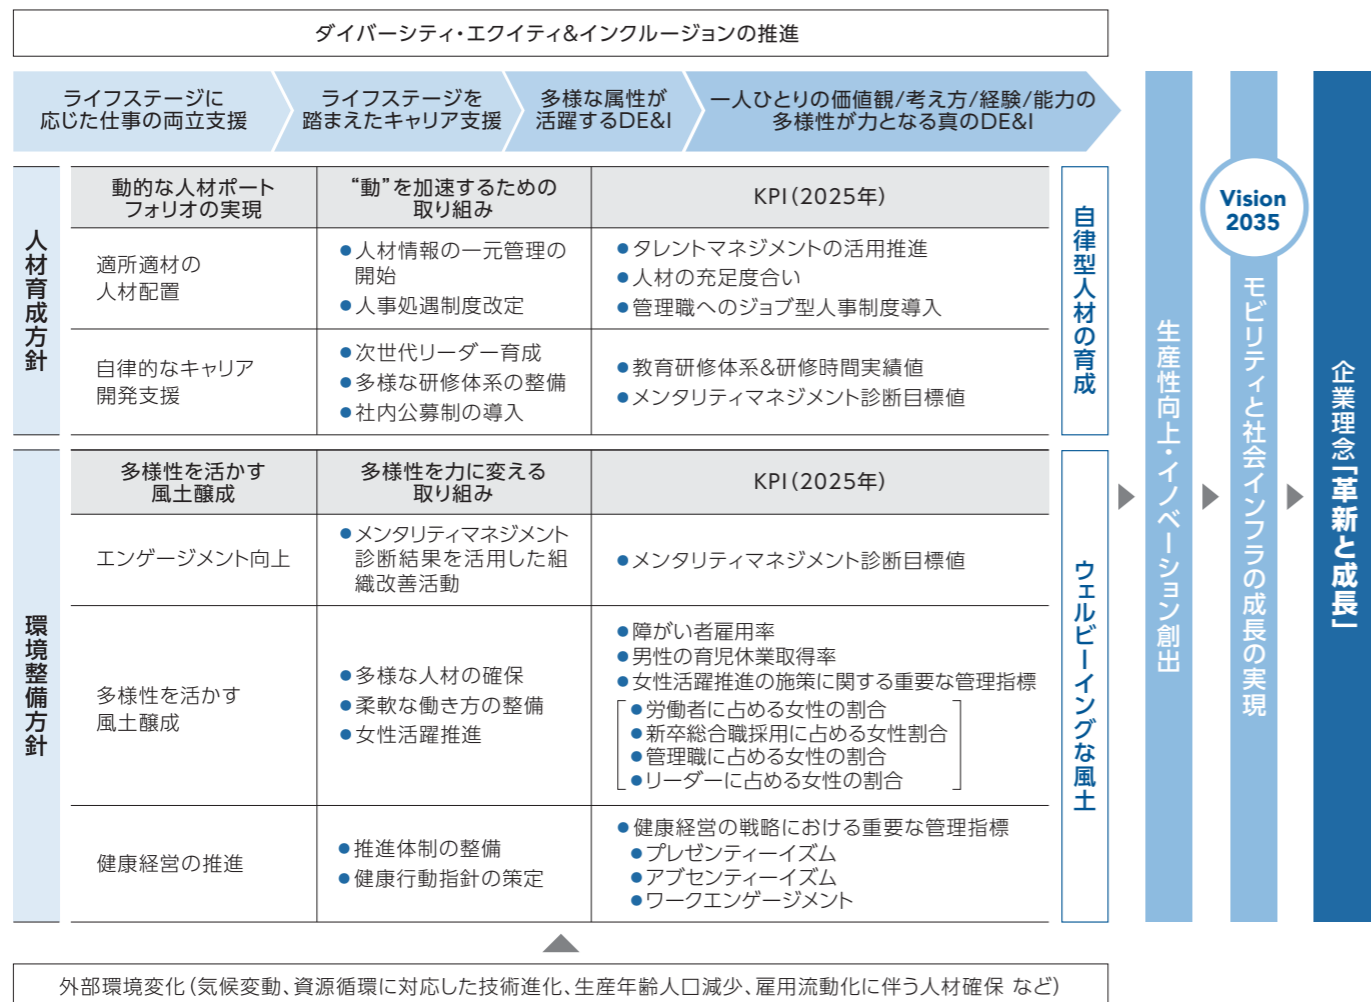 ダイバーシティ・エクイティ&インクルージョンの推進
ライフステージに
応じた仕事の両立支援
ライフステージを
踏まえたキャリア支援
多様な属性が
活躍するDE&I
一人ひとりの価値観/考え方/経験/能力の
多様性が力となる真のDE&I
人材育成方針
動的な人材ポート
フォリオの実現
“動”を加速するための
取り組み
KPI(2025年)
適所適材の
人材配置
●人材情報の一元管理の
開始
●人事処遇制度改定
●タレントマネジメントの活用推進
●人材の充足度合い
●管理職へのジョブ型人事制度導入
自律的なキャリア
開発支援
●次世代リーダー育成
●多様な研修体系の整備
●社内公募制の導入
●教育研修体系&研修時間実績値
●メンタリティマネジメント診断目標値
自律型人材の育成
環境整備方針
多様性を活かす
風土醸成
多様性を力に変える
取り組み
KPI(2025年)
エンゲージメント向上
●メンタリティマネジメント
診断結果を活用した組
織改善活動
●メンタリティマネジメント診断目標値
多様性を活かす
風土醸成
●多様な人材の確保
●柔軟な働き方の整備
●女性活躍推進
●障がい者雇用率
●男性の育児休業取得率
●女性活躍推進の施策に関する重要な管理指標
●労働者に占める女性の割合
●新卒総合職採用に占める女性割合
●管理職に占める女性の割合
●リーダーに占める女性の割合
健康経営の推進
●推進体制の整備
●健康行動指針の策定
●健康経営の戦略における重要な管理指標
●プレゼンティーイズム
●アブセンティーイズム
●ワークエンゲージメント
ウェルビーイングな風土
生産性向上・イノベーション創出
Vision
2035
モビリティと社会インフラの成長の実現
企業理念「革新と成長」
外部環境変化(気候変動、資源循環に対応した技術進化、生産年齢人口減少、雇用流動化に伴う人材確保 など)